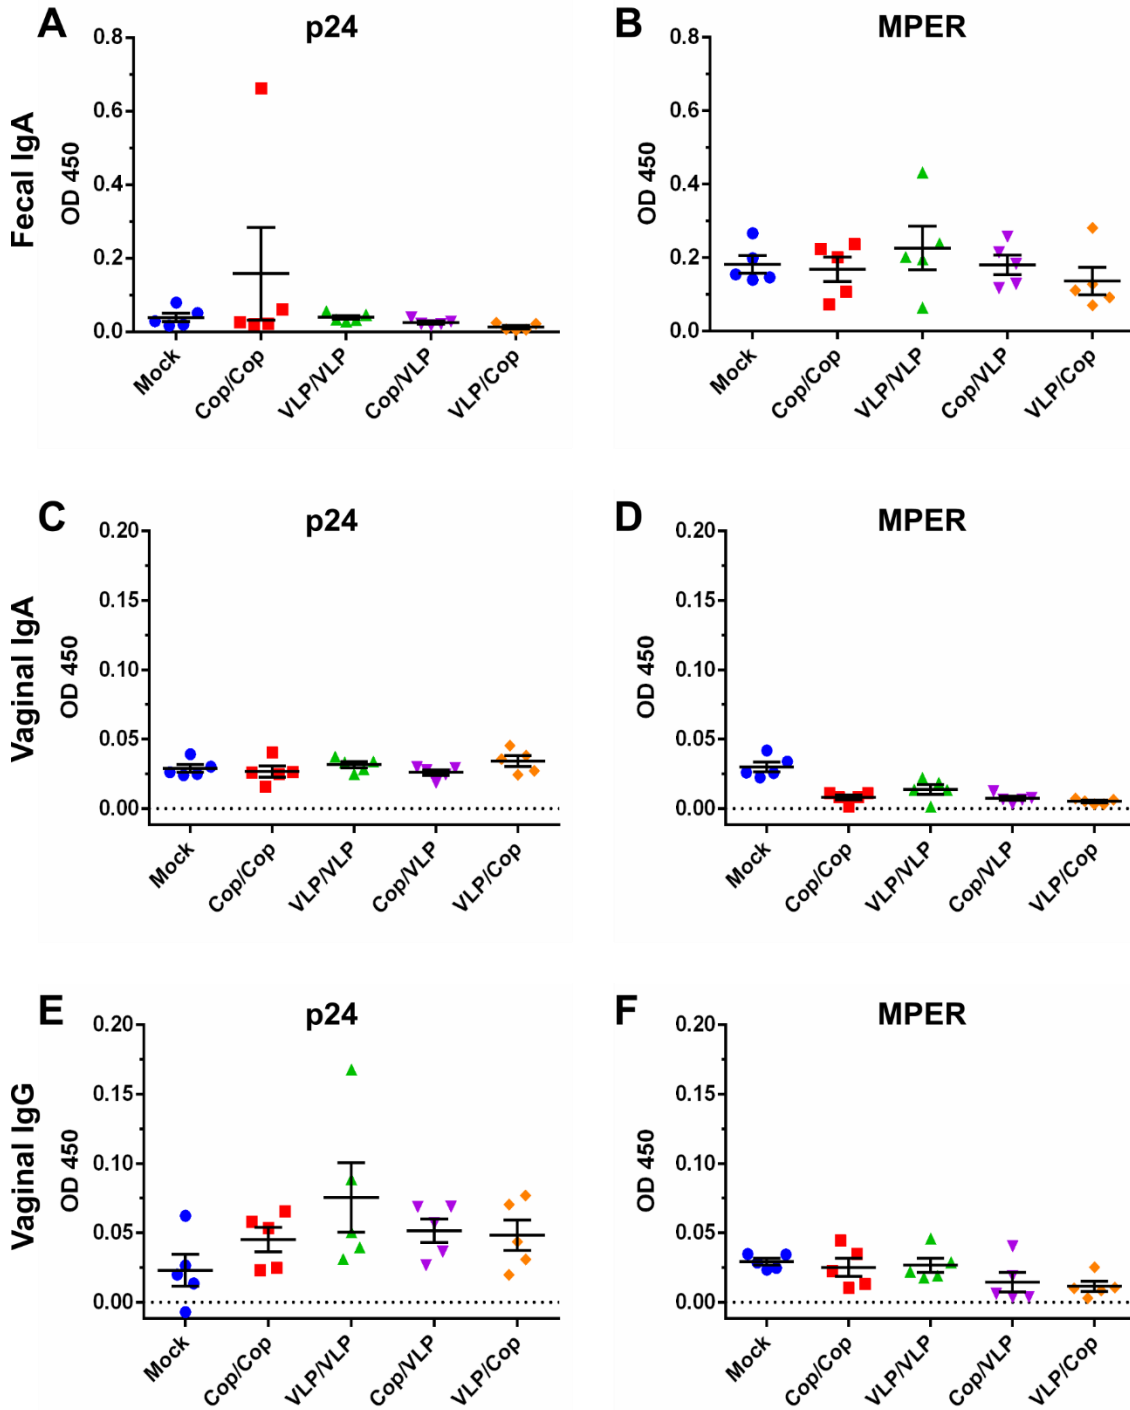 A p24
B MPER
Fecal IgA
OD 450
0.8
0.6
0.4
0.2
0.0
Mock
Cop/Cop
VLP/VLP
Cop/VLP
VLP/Cop
OD 450
0.8
0.6
0.4
0.2
0.0
Mock
Cop/Cop
VLP/VLP
Cop/VLP
VLP/Cop
C p24
D MPER
Vaginal IgA
OD 450
0.20
0.15
0.10
0.05
0.00
Mock
Cop/Cop
VLP/VLP
Cop/VLP
VLP/Cop
OD 450
0.20
0.15
0.10
0.05
0.00
Mock
Cop/Cop
VLP/VLP
Cop/VLP
VLP/Cop
E p24
F MPER
Vaginal IgG
OD 450
0.20
0.15
0.10
0.05
0.00
Mock
Cop/Cop
VLP/VLP
Cop/VLP
VLP/Cop
OD 450
0.20
0.15
0.10
0.05
0.00
Mock
Cop/Cop
VLP/VLP
Cop/VLP
VLP/Cop